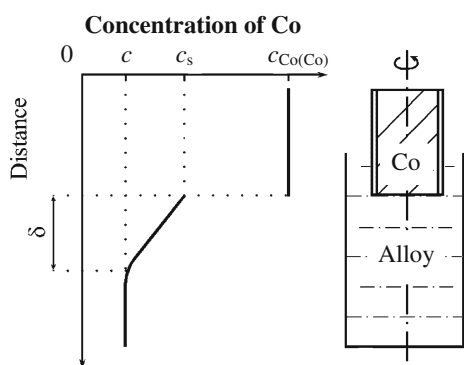 Concentration of Co
0 c cs cCo(Co)
Distance
δ
Co
Alloy